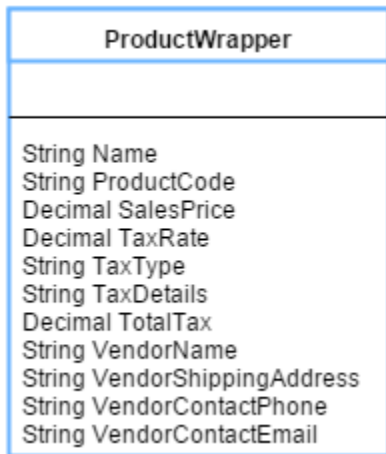 ProductWrapper
String Name
String ProductCode
Decimal SalesPrice
Decimal TaxRate
String TaxType
String TaxDetails
Decimal TotalTax
String VendorName
String VendorShippingAddress
String VendorContactPhone
String VendorContactEmail